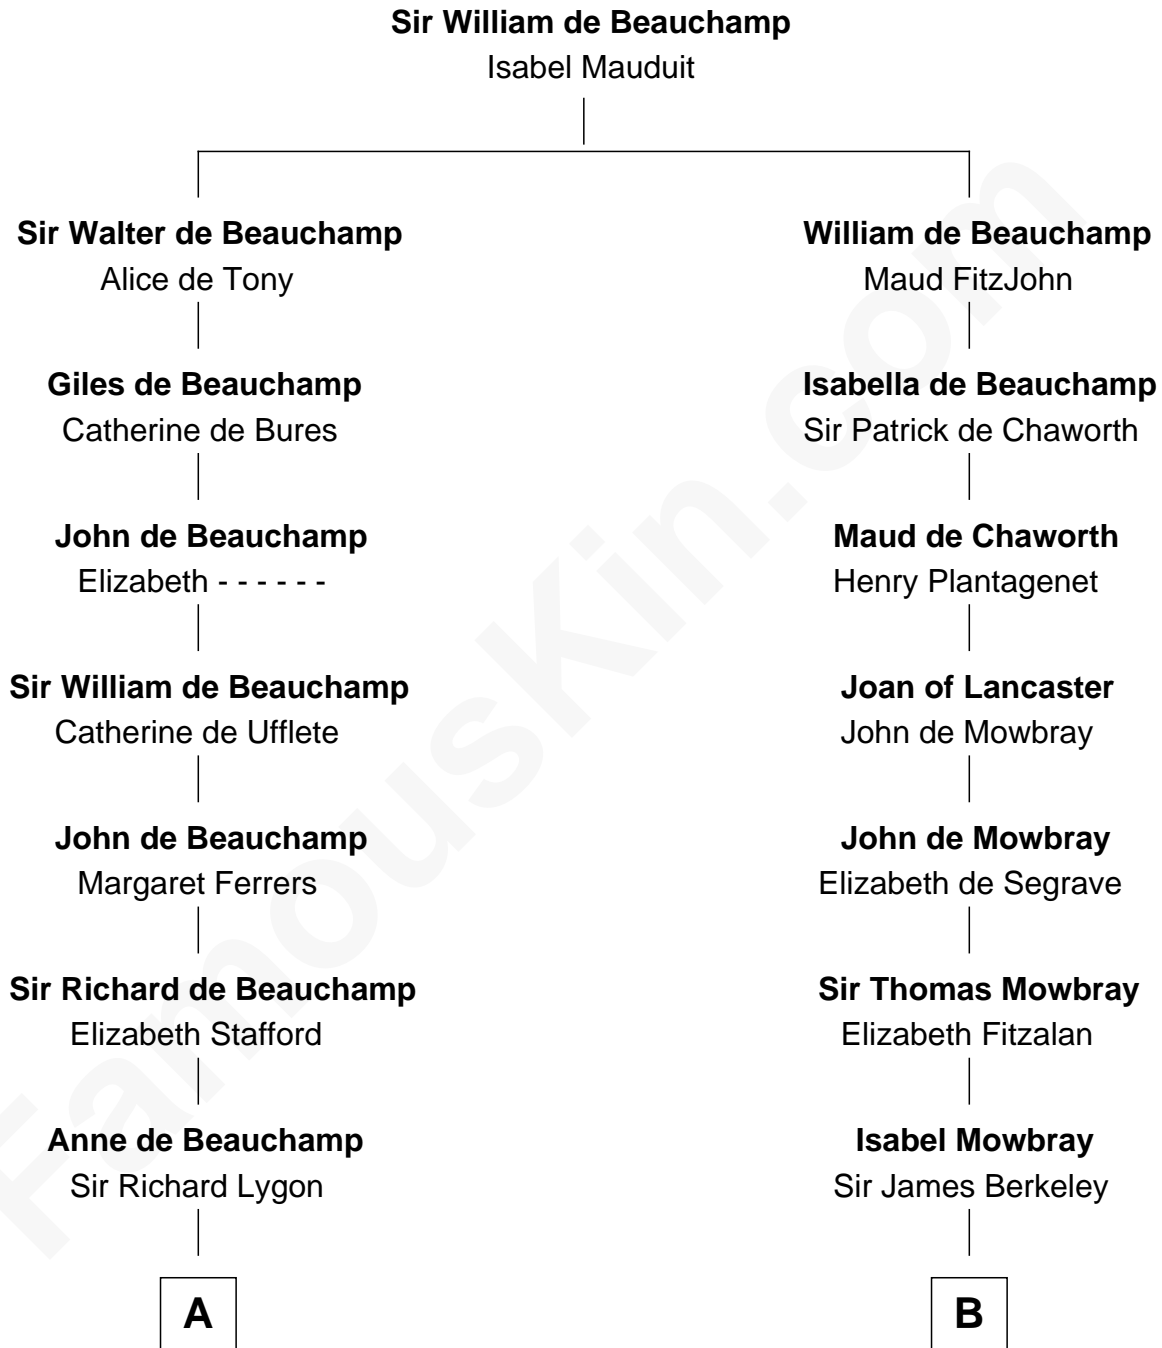 Sir William de Beauchamp
Isabel Mauduit
Sir Walter de Beauchamp
Alice de Tony
William de Beauchamp
Maud FitzJohn
Giles de Beauchamp
Catherine de Bures
Isabella de Beauchamp
Sir Patrick de Chaworth
John de Beauchamp
Elizabeth - - - - - -
Maud de Chaworth
Henry Plantagenet
Sir William de Beauchamp
Catherine de Ufflete
Joan of Lancaster
John de Mowbray
John de Beauchamp
Margaret Ferrers
John de Mowbray
Elizabeth de Segrave
Sir Richard de Beauchamp
Elizabeth Stafford
Sir Thomas Mowbray
Elizabeth Fitzalan
Anne de Beauchamp
Sir Richard Lygon
Isabel Mowbray
Sir James Berkeley
A
B
FamousKin.com